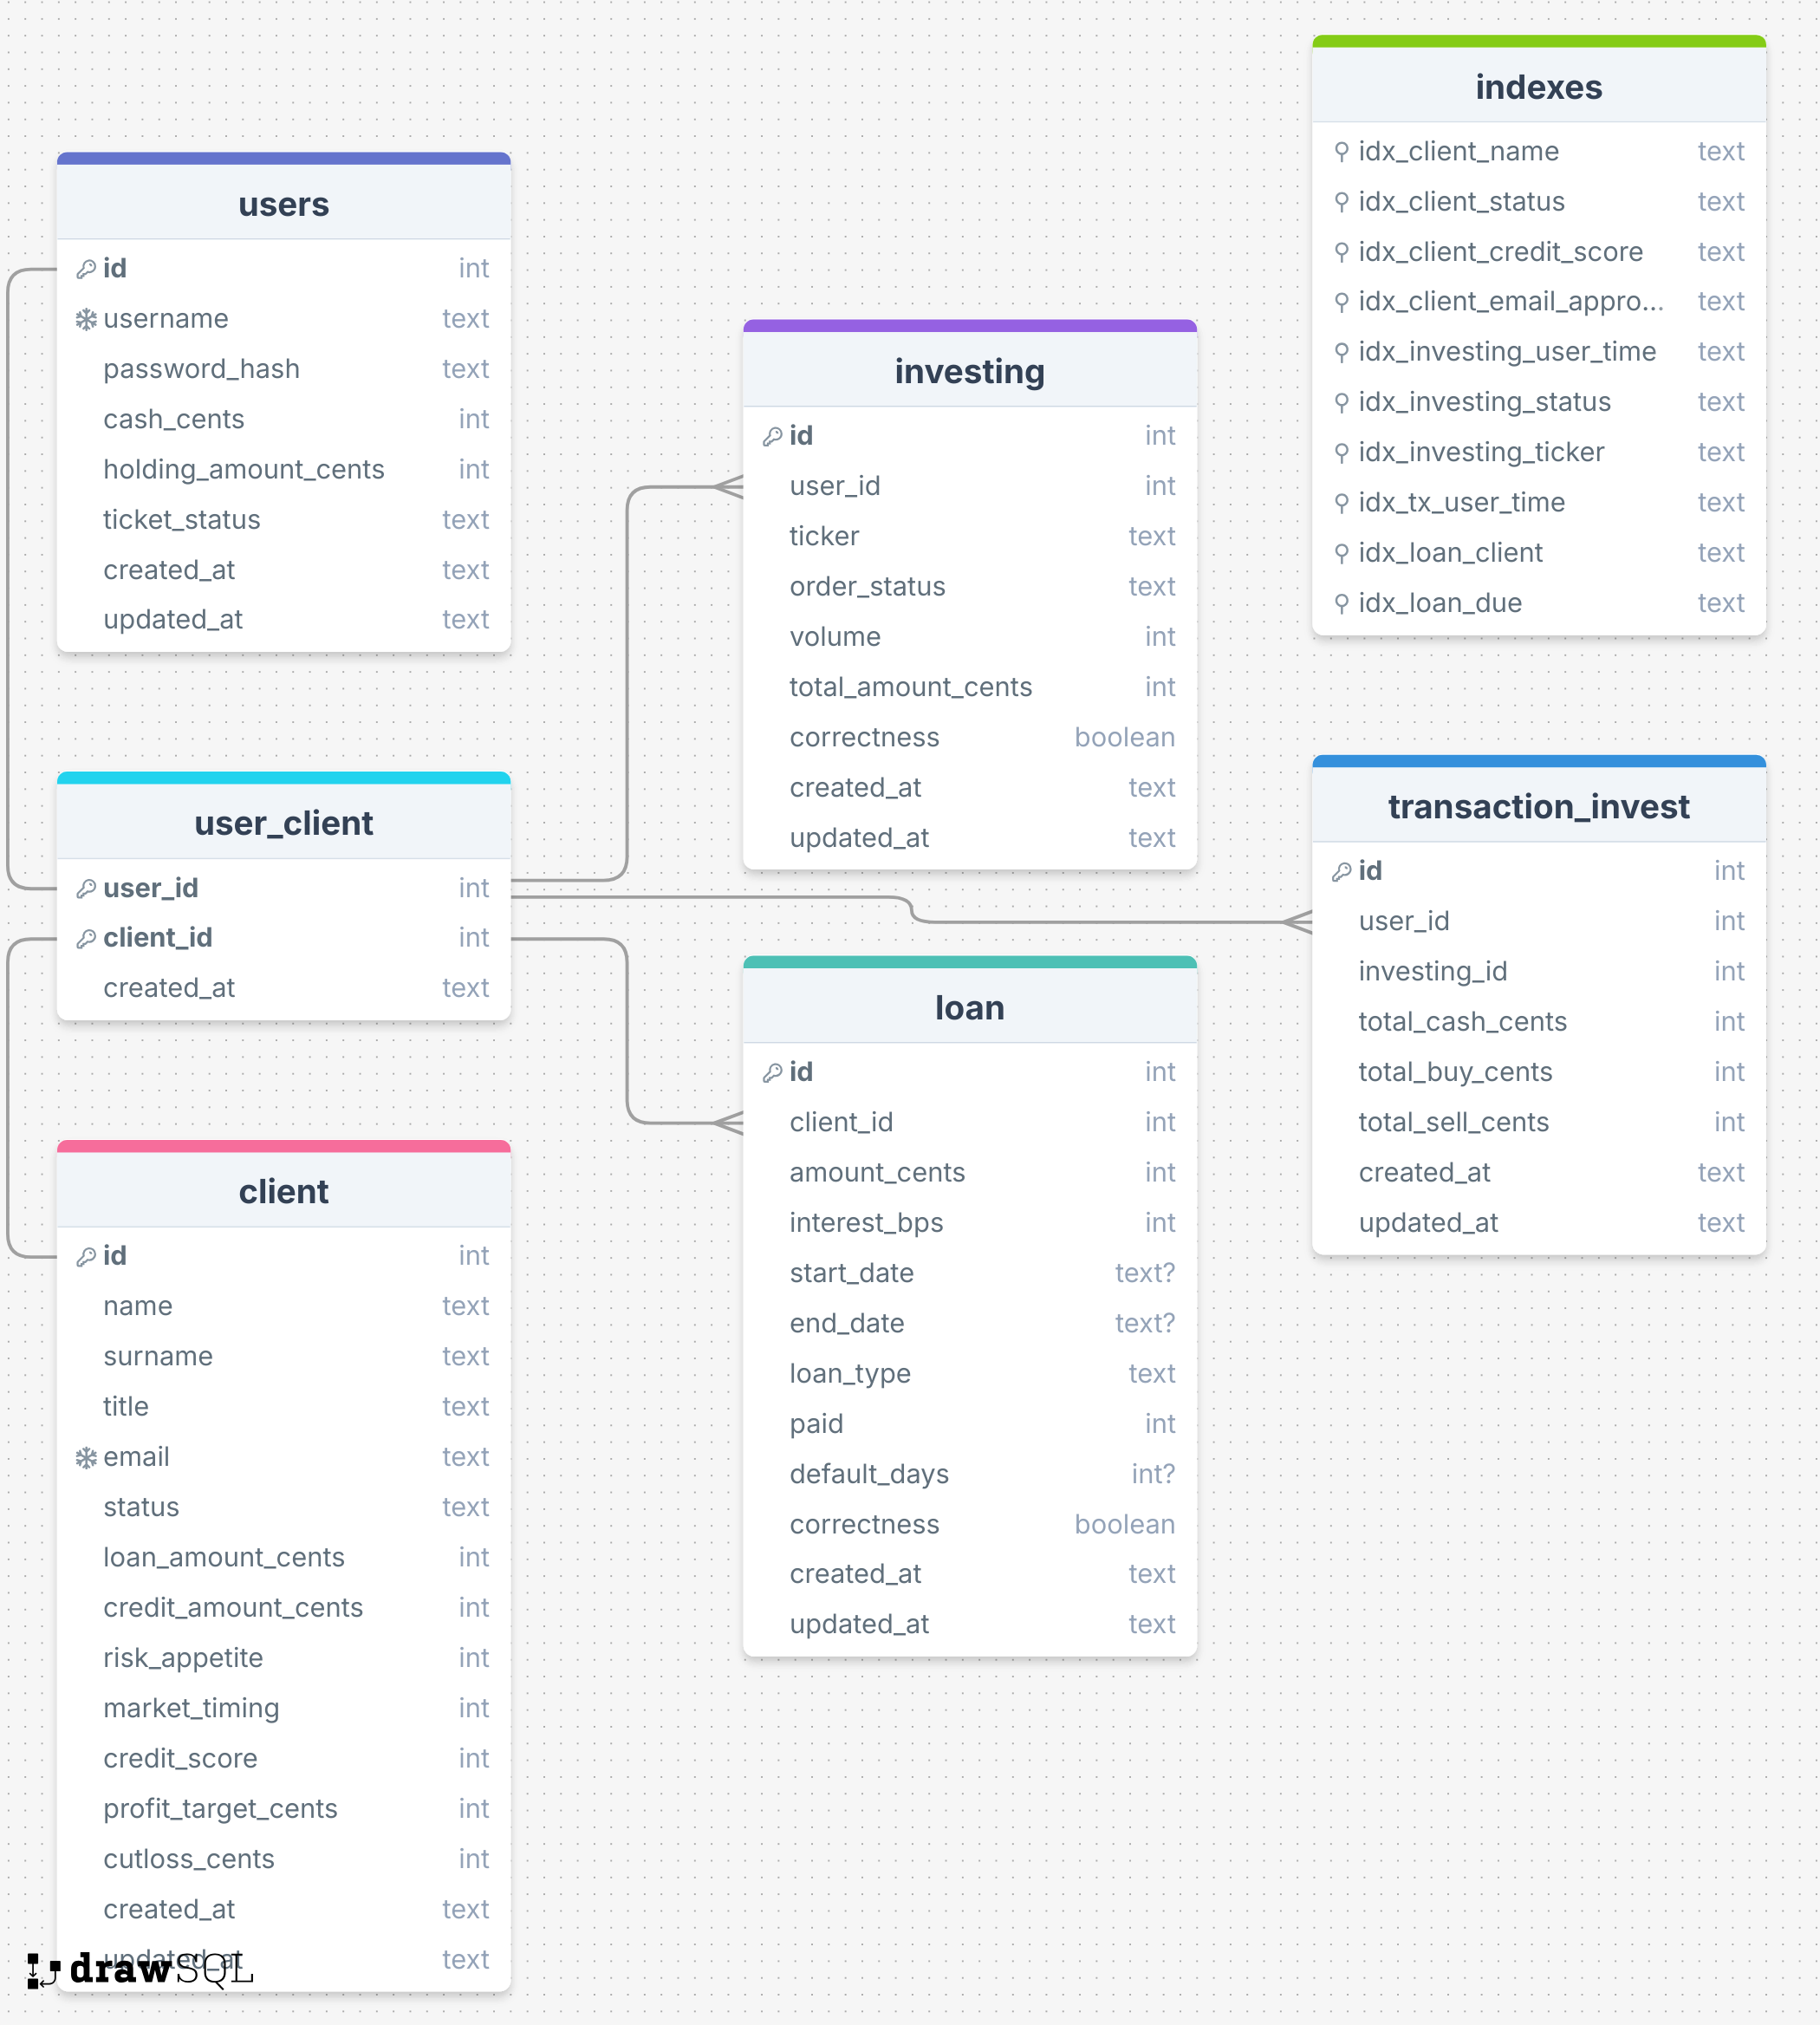 users
id int
username text
password_hash text
cash_cents int
holding_amount_cents int
ticket_status text
created_at text
updated_at text
user_client
user_id int
client_id int
created_at text
client
id int
name text
surname text
title text
email text
status text
loan_amount_cents int
credit_amount_cents int
risk_appetite int
market_timing int
credit_score int
profit_target_cents int
cutloss_cents int
created_at text
updated_at text
drawSQL
investing
id int
user_id int
ticker text
order_status text
volume int
total_amount_cents int
correctness boolean
created_at text
updated_at text
loan
id int
client_id int
amount_cents int
interest_bps int
start_date text?
end_date text?
loan_type text
paid int
default_days int?
correctness boolean
created_at text
updated_at text
indexes
idx_client_name text
idx_client_status text
idx_client_credit_score text
idx_client_email_appro... text
idx_investing_user_time text
idx_investing_status text
idx_investing_ticker text
idx_tx_user_time text
idx_loan_client text
idx_loan_due text
transaction_invest
id int
user_id int
investing_id int
total_cash_cents int
total_buy_cents int
total_sell_cents int
created_at text
updated_at text